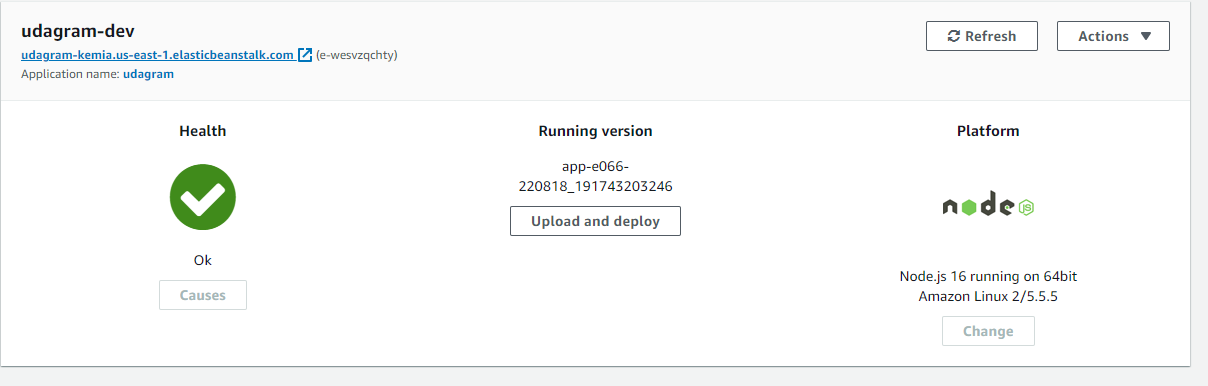 udagram-dev
udagram-kemia.us-east-1.elasticbeanstalk.com (e-wesvzqchty)
Application name: udagram
Refresh
Actions
Health
Ok
Causes
Running version
app-e066-
220818_191743203246
Upload and deploy
Platform
node JS
Node.js 16 running on 64bit
Amazon Linux 2/5.5.5
Change